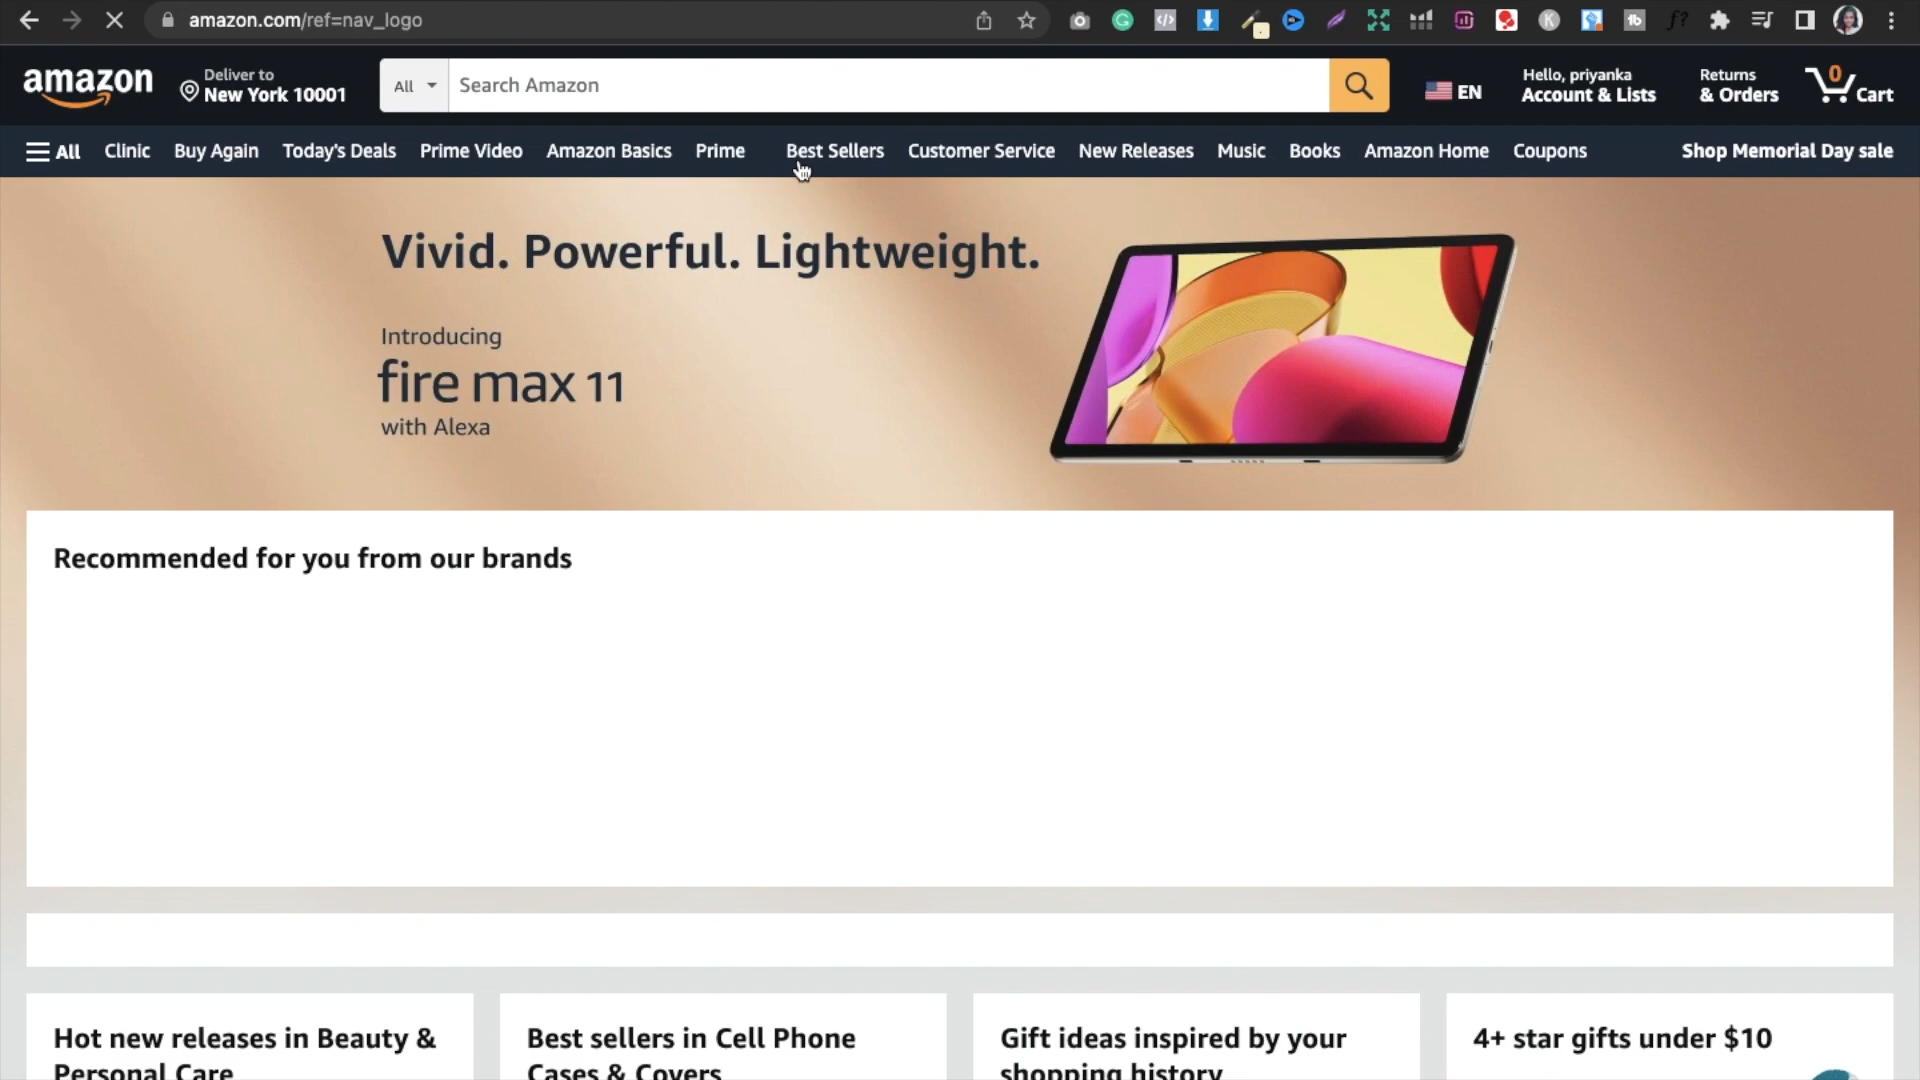 amazon.com/ref=nav_logo
amazon
Deliver to
New York 10001
All
Search Amazon
EN
Hello, priyanka
Account & Lists
Returns
& Orders
0
Cart
All
Clinic
Buy Again
Today's Deals
Prime Video
Amazon Basics
Prime
Best Sellers
Customer Service
New Releases
Music
Books
Amazon Home
Coupons
Shop Memorial Day sale
Vivid. Powerful. Lightweight.
Introducing
fire max 11
with Alexa
Recommended for you from our brands
Hot new releases in Beauty &
Personal Care
Best sellers in Cell Phone
Cases & Covers
Gift ideas inspired by your
shopping history
4+ star gifts under $10